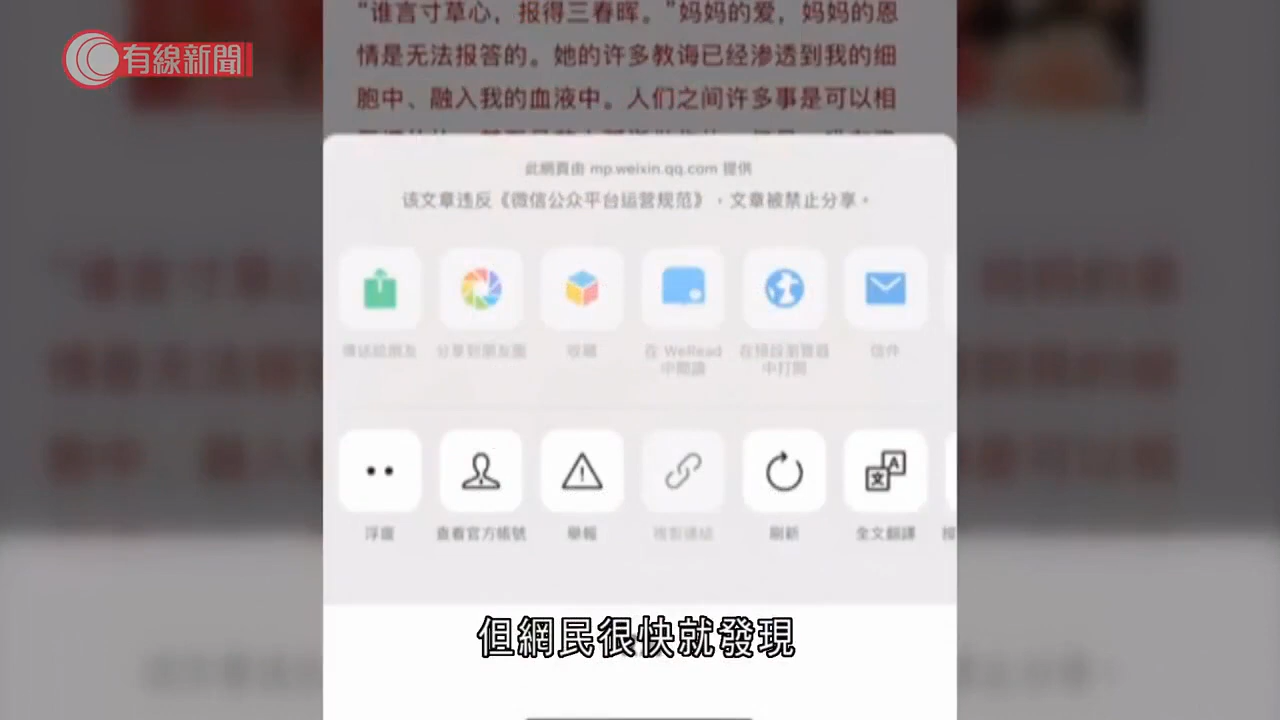 有線新聞
“谁言寸草心，报得三春晖。”妈妈的爱，妈妈的恩
情是无法报答的。她的许多教诲已经渗透到我的细
胞中、融入我的血液中。人们之间许多事是可以相
此網頁由 mp.weixin.qq.com 提供
该文章违反《微信公众平台运营规范》，文章被禁止分享。
傳送給朋友 分享到朋友圈 收藏 在 WeRead 在預設瀏覽器 信件
中閱讀 中打開
浮窗 查看官方帳號 舉報 複製連結 刷新 全文翻譯
但網民很快就發現